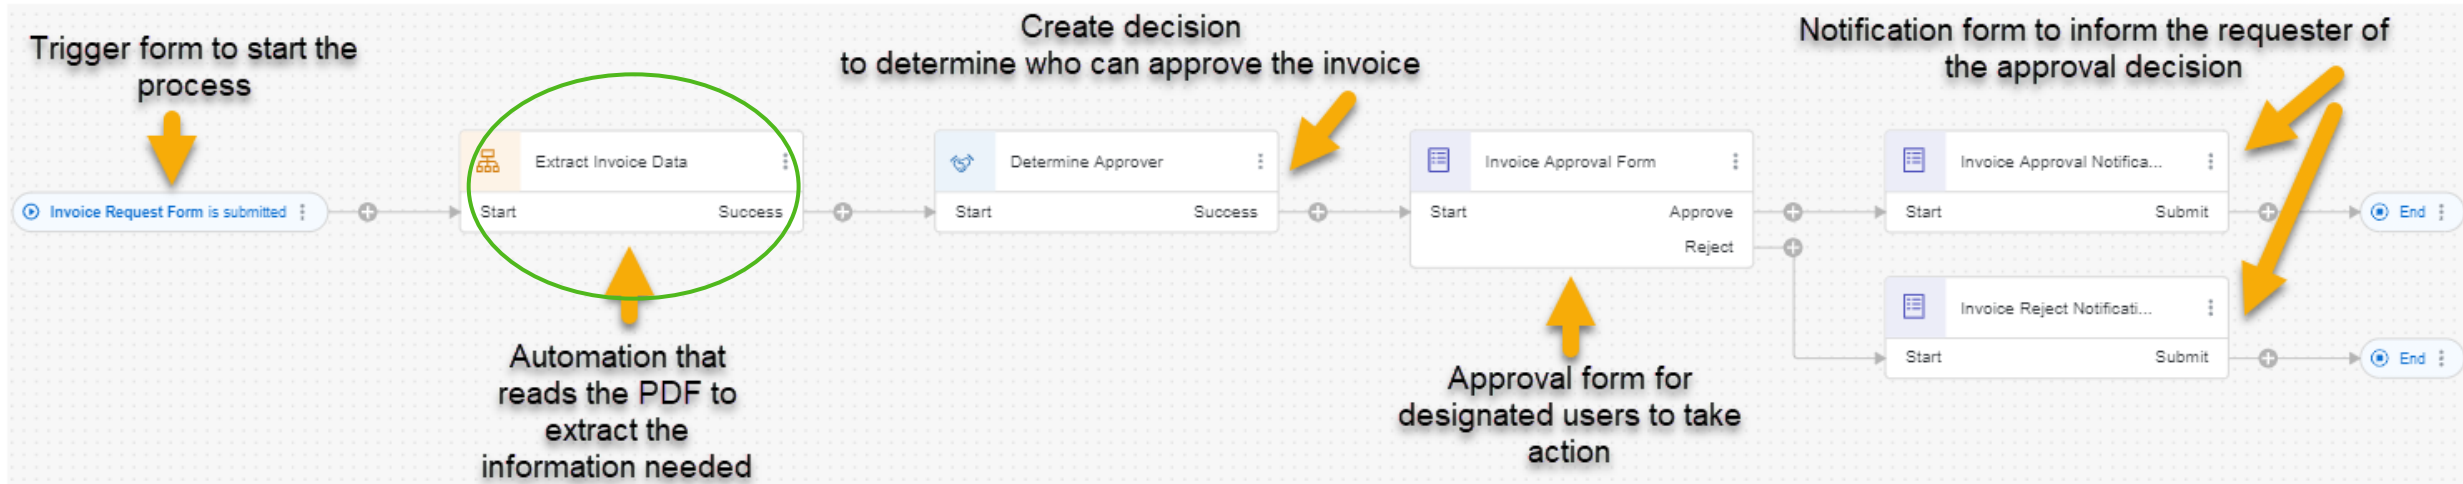 Trigger form to start the
process
Create decision
to determine who can approve the invoice
Notification form to inform the requester of
the approval decision
Invoice Request Form is submitted
Extract Invoice Data
Start
Success
Determine Approver
Start
Success
Invoice Approval Form
Start
Approve
Reject
Invoice Approval Notifica...
Start
Submit
End
Invoice Reject Notificati...
Start
Submit
End
Automation that
reads the PDF to
extract the
information needed
Approval form for
designated users to take
action